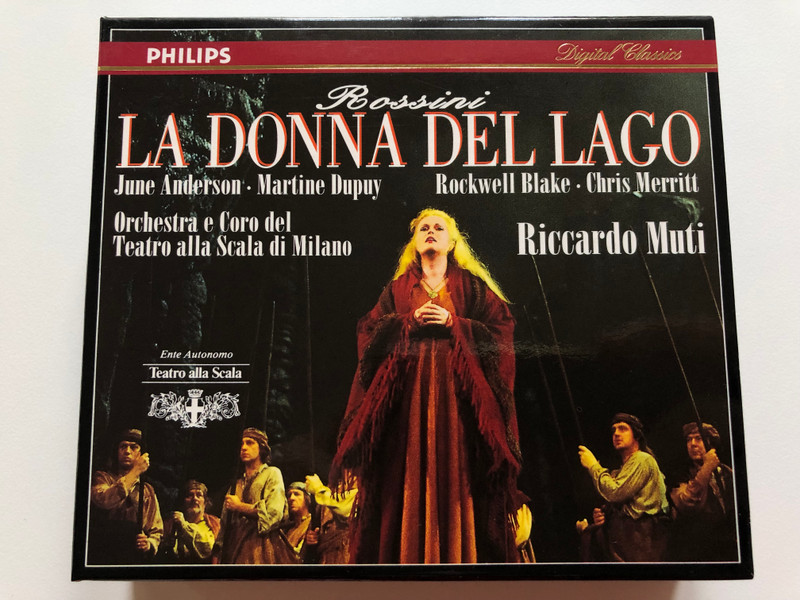 PHILIPS
Digital Classics
Rossini
LA DONNA DEL LAGO
June Anderson · Martine Dupuy
Rockwell Blake · Chris Merritt
Orchestra e Coro del
Teatro alla Scala di Milano
Riccardo Muti
Ente Autonomo
Teatro alla Scala